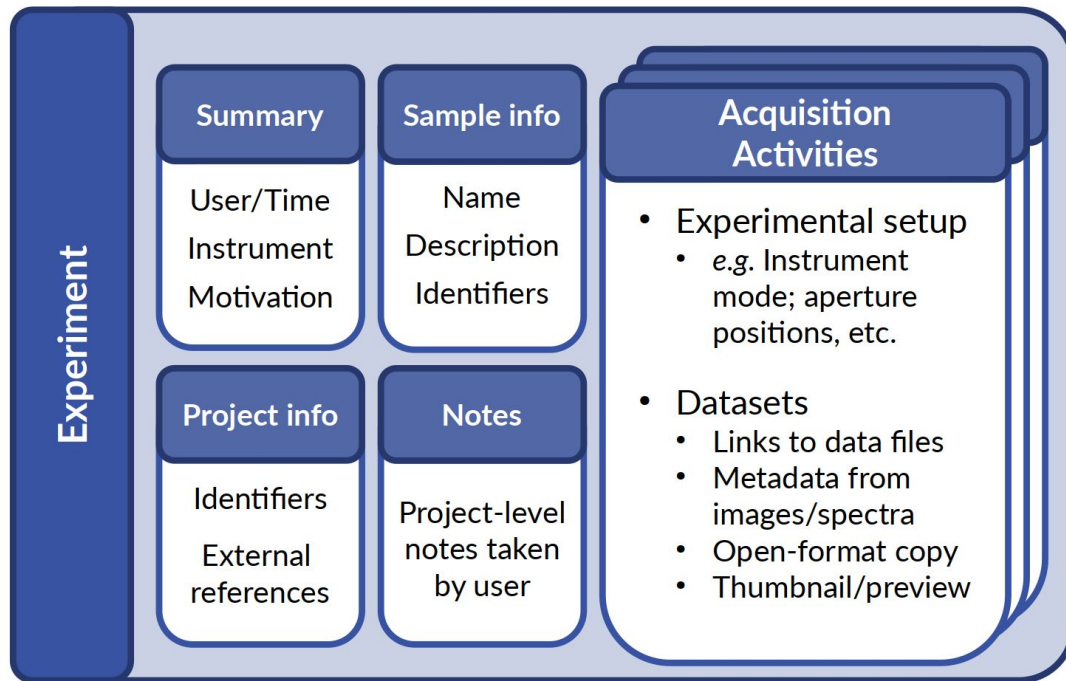 Experiment
Summary
User/Time
Instrument
Motivation
Sample info
Name
Description
Identifiers
Project info
Identifiers
External
references
Notes
Project-level
notes taken
by user
Acquisition
Activities
• Experimental setup
• e.g. Instrument
mode; aperture
positions, etc.
• Datasets
• Links to data files
• Metadata from
images/spectra
• Open-format copy
• Thumbnail/preview